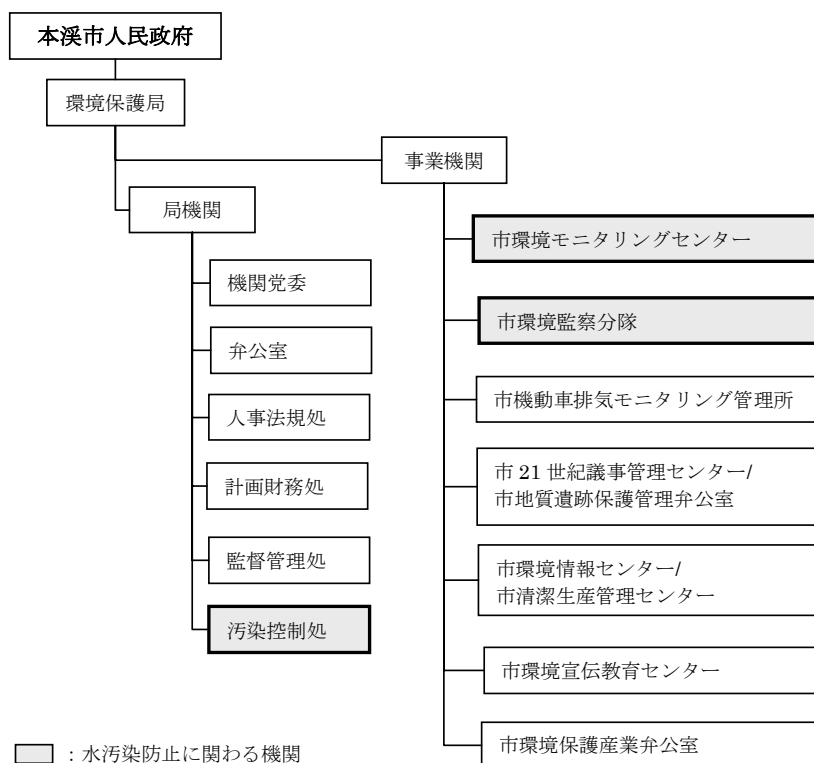 本溪市人民政府
環境保護局
事業機関
局機関
市環境モニタリングセンター
機関党委
市環境監察分隊
弁公室
市機動車排気モニタリング管理所
人事法規処
市 21 世紀議事管理センター/
市地質遺跡保護管理弁公室
計画財務処
市環境情報センター/
市清潔生産管理センター
監督管理処
汚染控制処
市環境宣伝教育センター
市環境保護産業弁公室
：水汚染防止に関わる機関